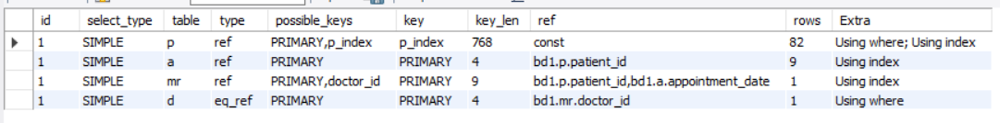 id select_type table type possible_keys key key_len ref rows Extra
1 SIMPLE p ref PRIMARY,p_index p_index 768 const 82 Using where; Using index
1 SIMPLE a ref PRIMARY PRIMARY 4 bd1.p.patient_id 9 Using index
1 SIMPLE mr ref PRIMARY,doctor_id PRIMARY 9 bd1.p.patient_id,bd1.a.appointment_date 1 Using index
1 SIMPLE d eq_ref PRIMARY PRIMARY 4 bd1.mr.doctor_id 1 Using where